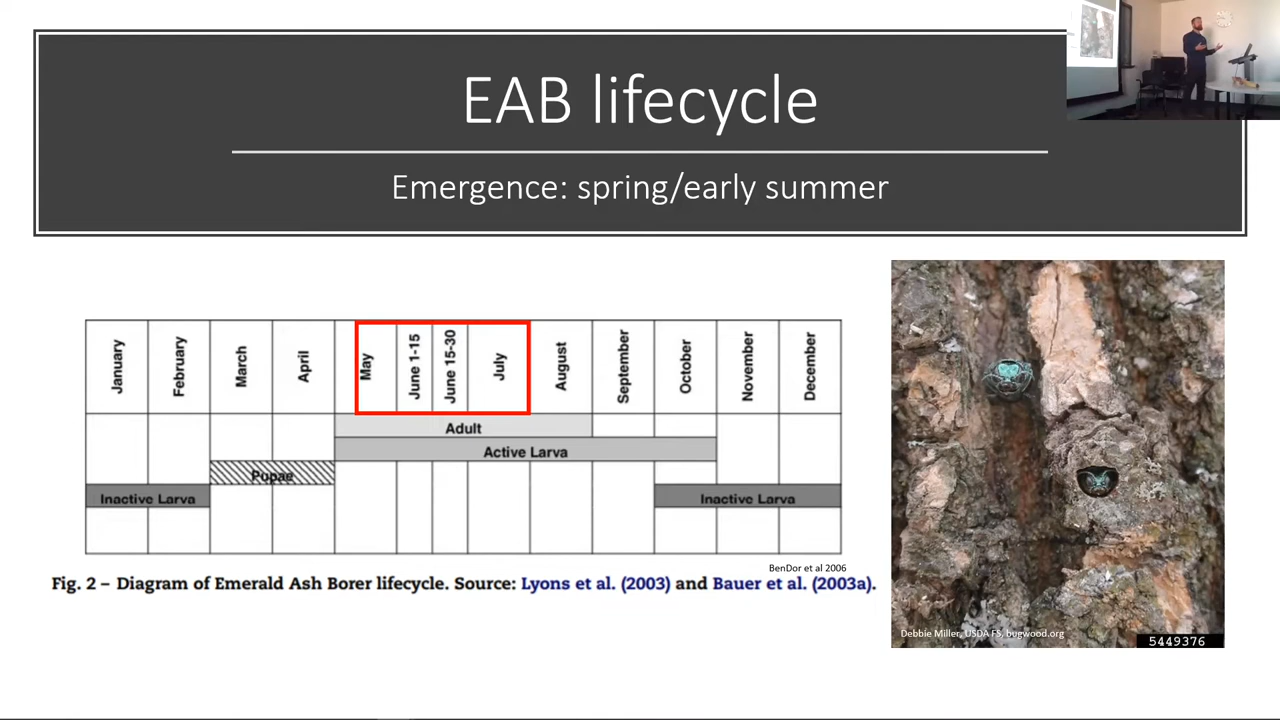 EAB lifecycle
Emergence: spring/early summer
January
February
March
April
May
June 1-15
June 15-30
July
August
September
October
November
December
Adult
Active Larva
Pupae
Inactive Larva
Inactive Larva
BenDor et al 2006
Fig. 2 – Diagram of Emerald Ash Borer lifecycle. Source: Lyons et al. (2003) and Bauer et al. (2003a).
Debbie Miller, USDA FS, bugwood.org
5449376